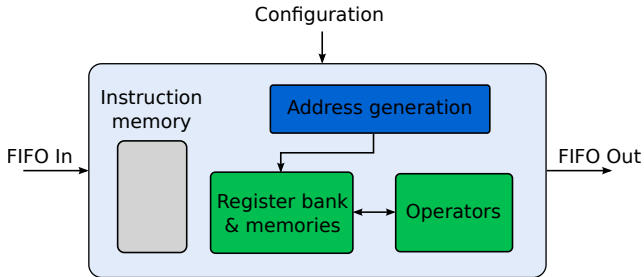 Configuration
Instruction
memory
Address generation
FIFO In
FIFO Out
Register bank
& memories
Operators